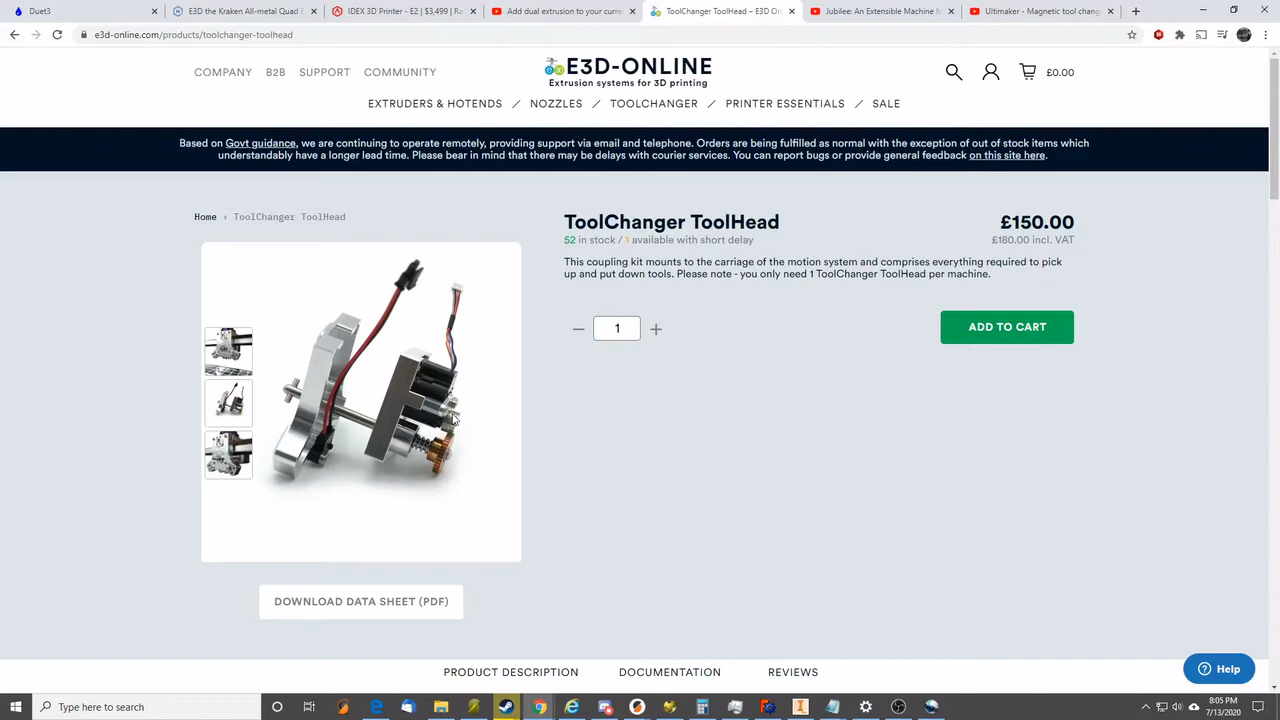 Duet3
E3D the Kraken All-metal Quad E
IDEX 3D Printer - E2 | $3,499 | Ra
Add dual extrusion to your curre
ToolChanger ToolHead – E3D On
Jubilee: An Extensible Machine fo
Ultimaker - Magnetic tool chang
e3d-online.com/products/toolchanger-toolhead
COMPANY B2B SUPPORT COMMUNITY
E3D-ONLINE
Extrusion systems for 3D printing
£0.00
EXTRUDERS & HOTENDS / NOZZLES / TOOLCHANGER / PRINTER ESSENTIALS / SALE
Based on Govt guidance, we are continuing to operate remotely, providing support via email and telephone. Orders are being fulfilled as normal with the exception of out of stock items which
understandably have a longer lead time. Please bear in mind that there may be delays with courier services. You can report bugs or provide general feedback on this site here.
Home › ToolChanger ToolHead
ToolChanger ToolHead
£150.00
52 in stock / 1 available with short delay
£180.00 incl. VAT
This coupling kit mounts to the carriage of the motion system and comprises everything required to pick
up and put down tools. Please note - you only need 1 ToolChanger ToolHead per machine.
1
ADD TO CART
DOWNLOAD DATA SHEET (PDF)
PRODUCT DESCRIPTION DOCUMENTATION REVIEWS
Help
Type here to search
8:05 PM
7/13/2020